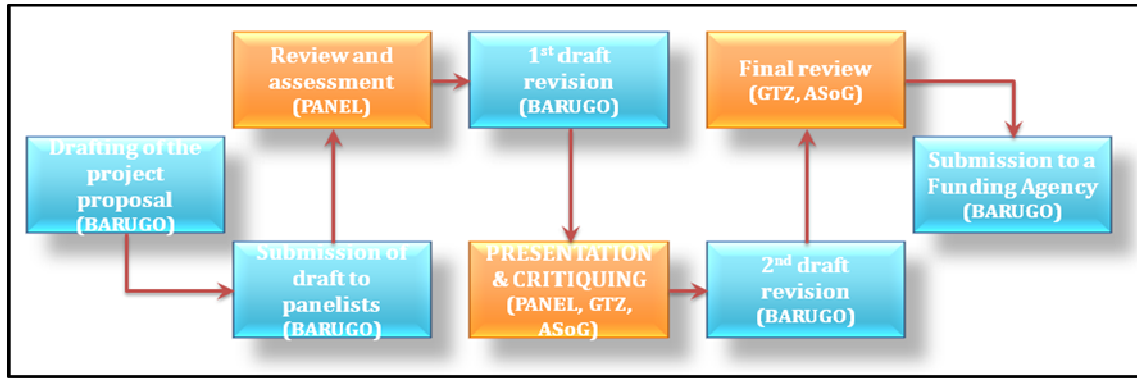 Drafting of the
project
proposal
(BARUGO)
Submission of
draft to
panelists
(BARUGO)
Review and
assessment
(PANEL)
1st draft
revision
(BARUGO)
PRESENTATION
& CRITIQUING
(PANEL, GTZ,
ASoG)
2nd draft
revision
(BARUGO)
Final review
(GTZ, ASoG)
Submission to a
Funding Agency
(BARUGO)